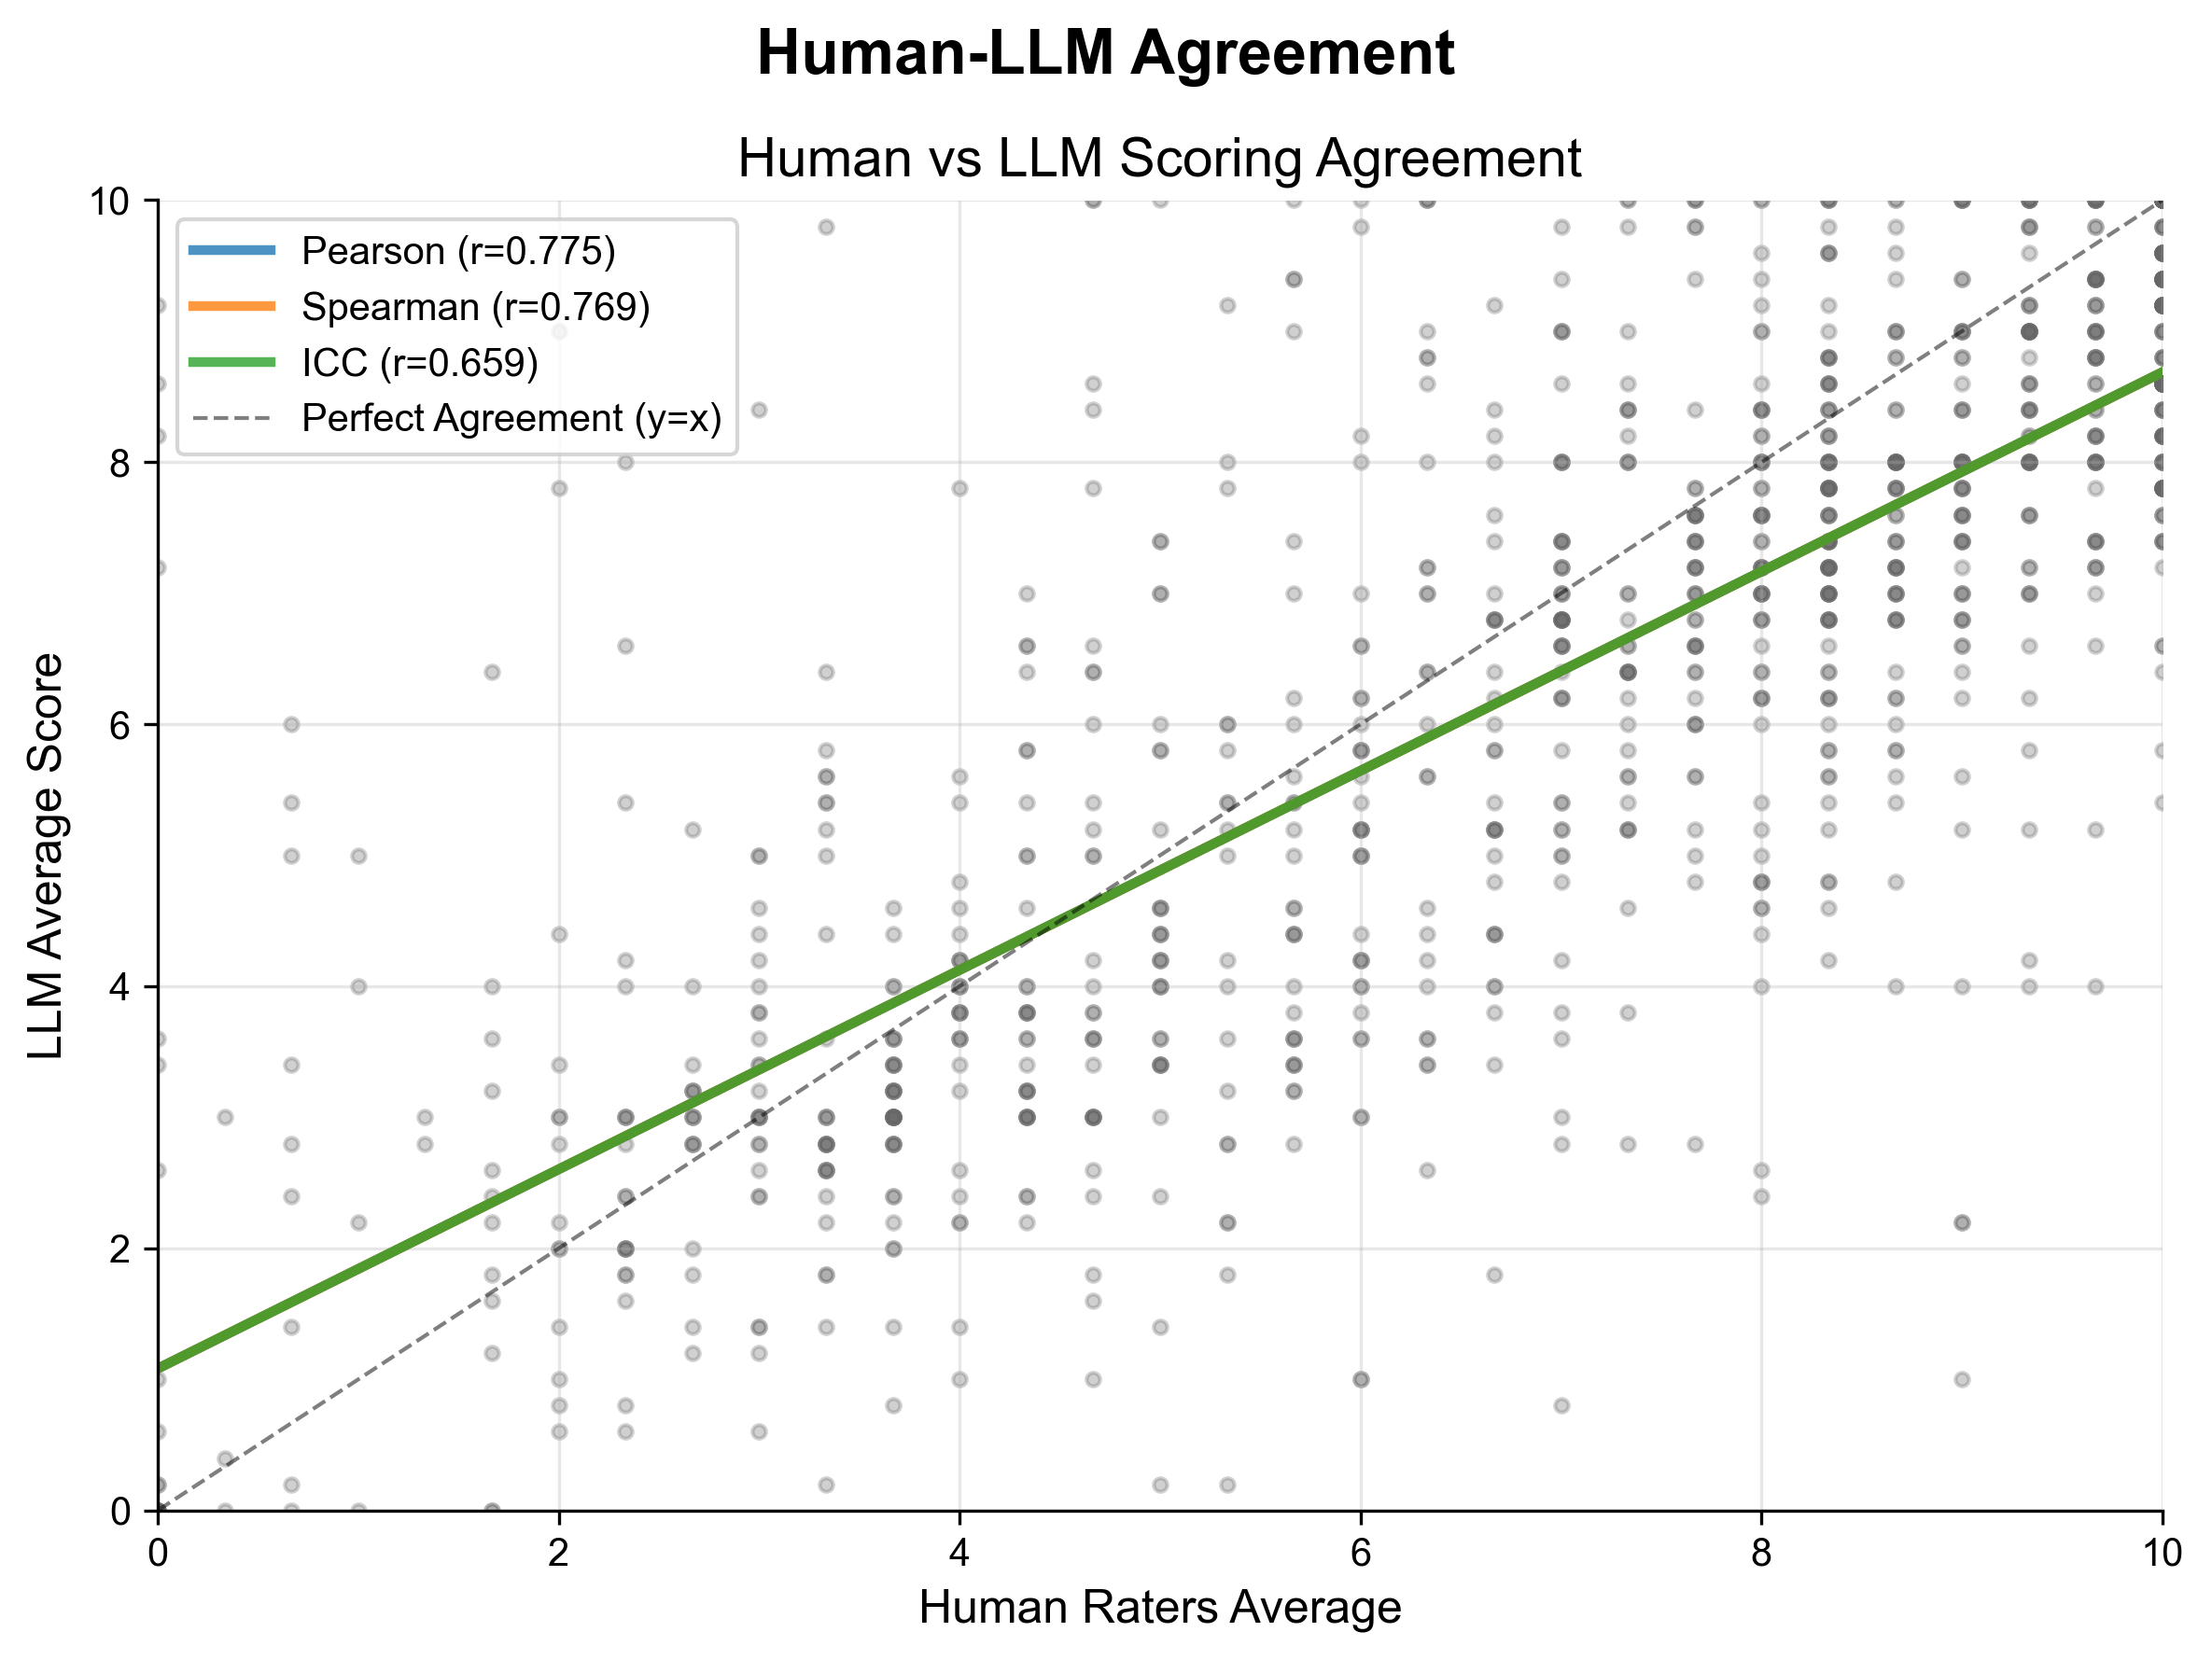 Human-LLM Agreement
Human vs LLM Scoring Agreement
Pearson (r=0.775)
Spearman (r=0.769)
ICC (r=0.659)
Perfect Agreement (y=x)
LLM Average Score
10
8
6
4
2
0
0 2 4 6 8 10
Human Raters Average